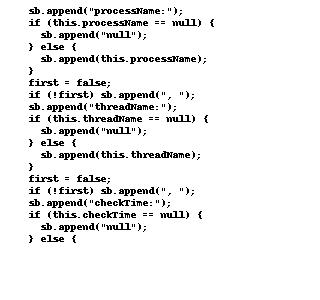 sb.append("processName:");
if (this.processName == null) {
  sb.append("null");
} else {
  sb.append(this.processName);
}
first = false;
if (!first) sb.append(", ");
sb.append("threadName:");
if (this.threadName == null) {
  sb.append("null");
} else {
  sb.append(this.threadName);
}
first = false;
if (!first) sb.append(", ");
sb.append("checkTime:");
if (this.checkTime == null) {
  sb.append("null");
} else {